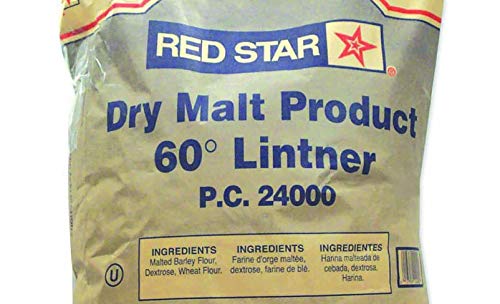 RED STAR
®
Dry Malt Product
60° Lintner
P.C. 24000
INGREDIENTS
Malted Barley Flour,
Dextrose, Wheat Flour.
INGRÉDIENTS
Farine d'orge maltée,
dextrose, farine de blé.
INGREDIENTES
Harina malteada de
cebada, dextrosa.
Harina.
U